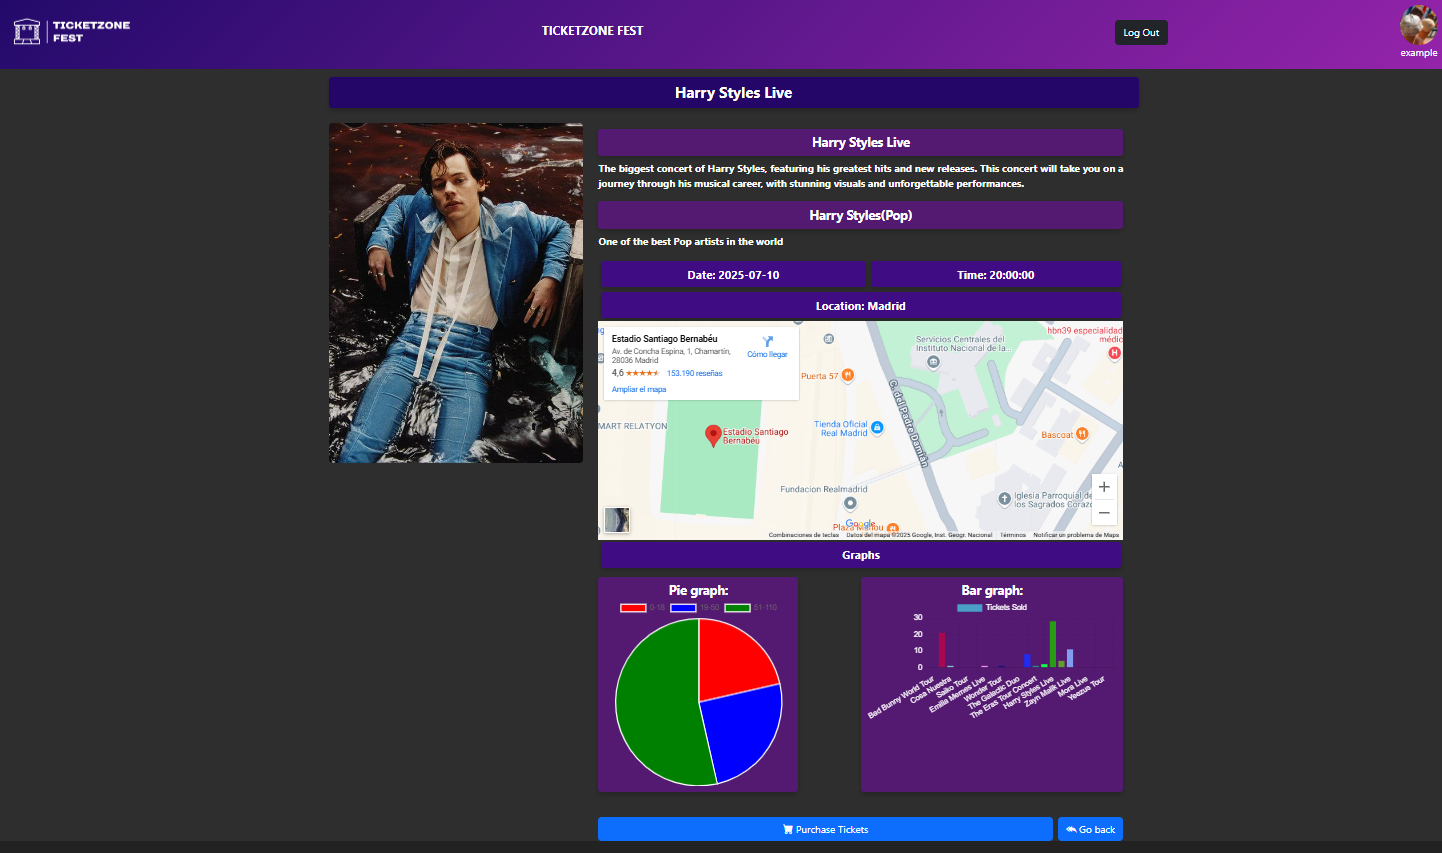 TICKETZONE
FEST
TICKETZONE FEST
Log Out
example
Harry Styles Live
Harry Styles Live
The biggest concert of Harry Styles, featuring his greatest hits and new releases. This concert will take you on a
journey through his musical career, with stunning visuals and unforgettable performances.
Harry Styles(Pop)
One of the best Pop artists in the world
Date: 2025-07-10
Time: 20:00:00
Location: Madrid
Estadio Santiago Bernabéu
Av. de Concha Espina, 1, Chamartín,
28036 Madrid
4,6
153.190 reseñas
Ampliar el mapa
Cómo llegar
Servicios Centrales del
Instituto Nacional de la...
hbn39 especialidad
médic
Puerta 57
C. del Padre Damián
MART RELATYON
Tienda Oficial
Real Madrid
Estadio Santiago
Bernabéu
Bascoat
Fundacion Realmadrid
Iglesia Parroquial de
los Sagrados Corazo
Plaza Mahou
Google
Combinaciones de teclas
Datos del mapa ©2025 Google, Inst. Geogr. Nacional
Términos
Notificar un problema de Maps
Graphs
Pie graph:
0-18
19-50
51-110
Bar graph:
Tickets Sold
30
20
10
0
Bad Bunny World Tour
Cosa Nuestra
Saiko Tour
Emilia Mernes Live
Wonder Tour
The Galactic Duo
The Eras Tour Concert
Harry Styles Live
Zayn Malik Live
Mora Live
Yeezus Tour
Purchase Tickets
Go back